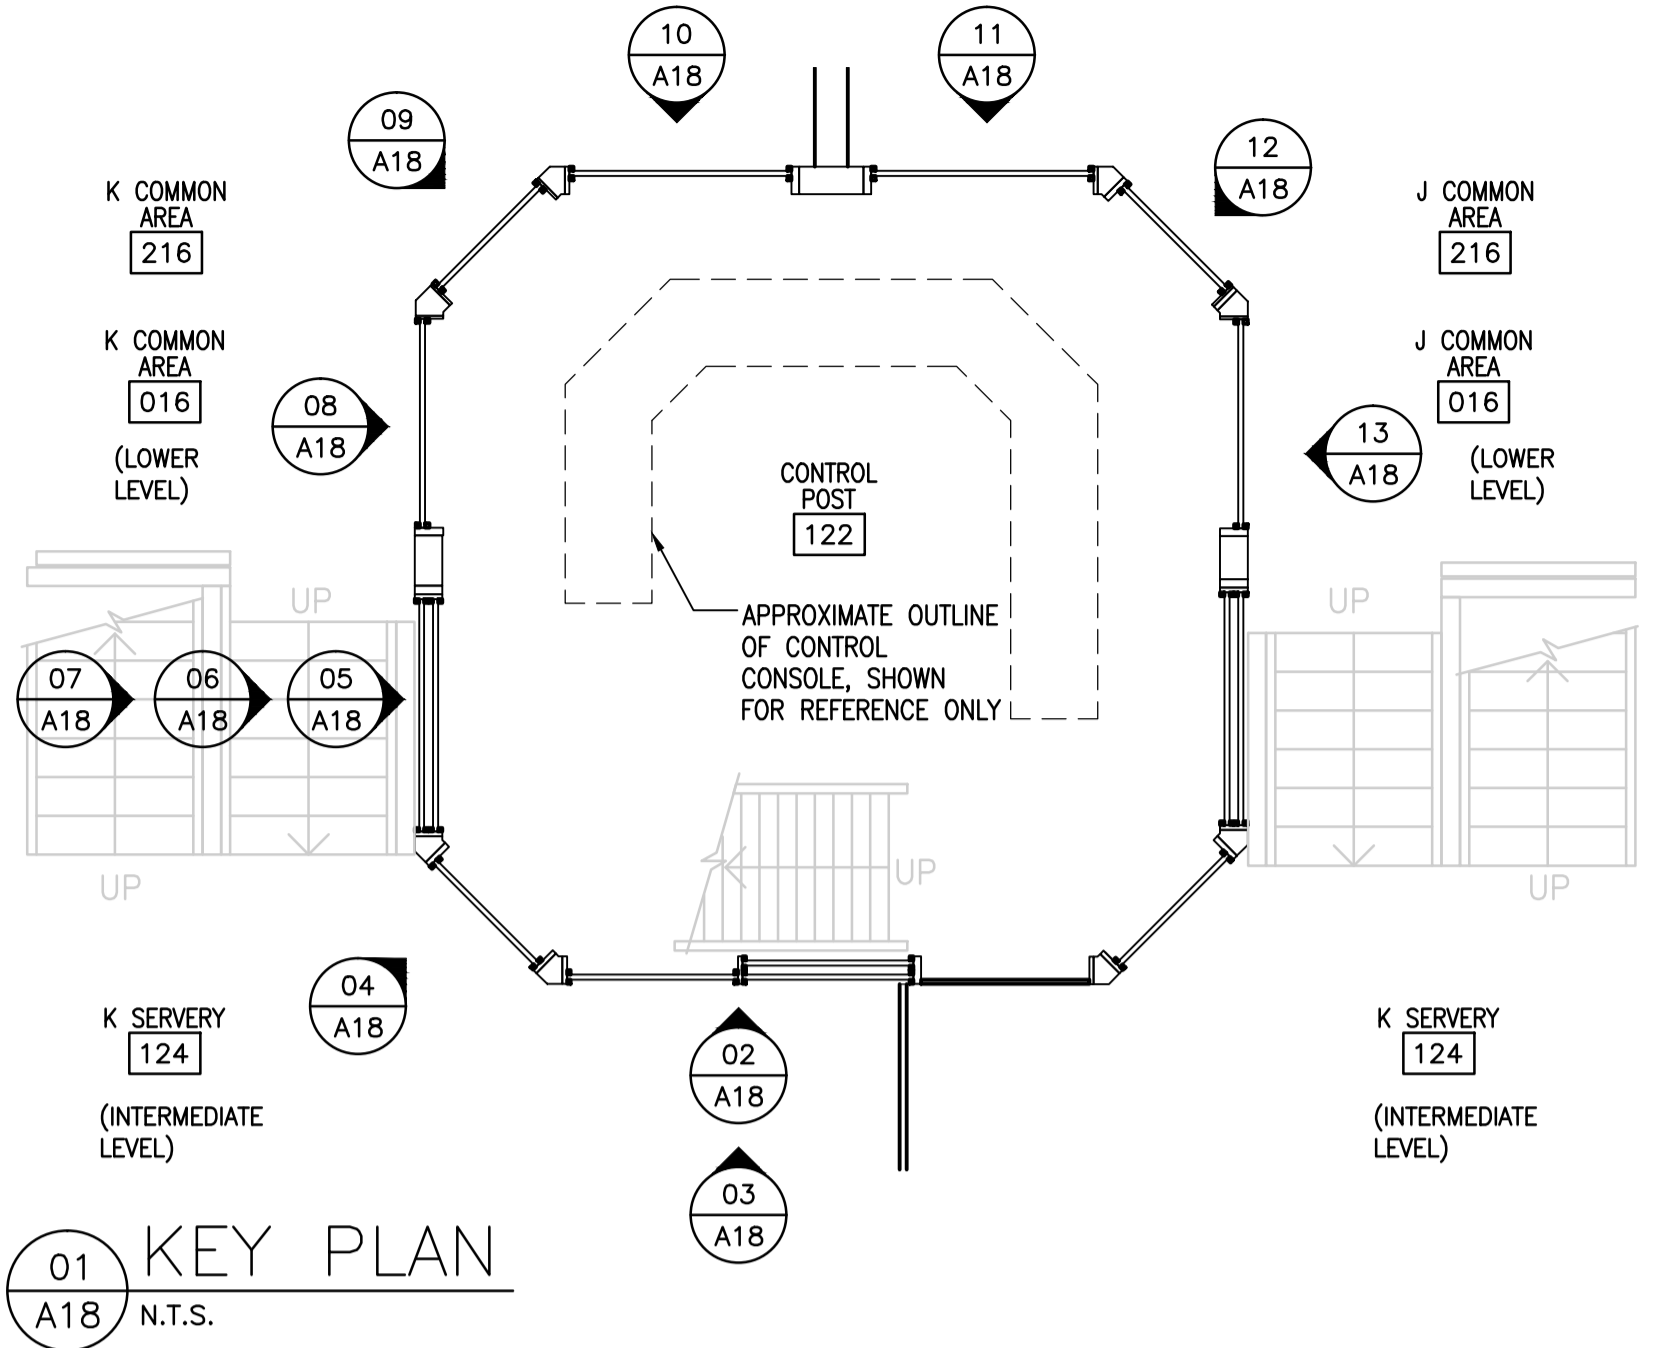 10
A18
11
A18
09
A18
12
A18
K COMMON
AREA
216
J COMMON
AREA
216
K COMMON
AREA
016
(LOWER
LEVEL)
J COMMON
AREA
016
(LOWER
LEVEL)
08
A18
13
A18
CONTROL
POST
122
APPROXIMATE OUTLINE
OF CONTROL
CONSOLE, SHOWN
FOR REFERENCE ONLY
UP
UP
07
A18
06
A18
05
A18
UP
UP
UP
04
A18
K SERVERY
124
(INTERMEDIATE
LEVEL)
02
A18
03
A18
K SERVERY
124
(INTERMEDIATE
LEVEL)
01
A18
KEY PLAN
N.T.S.